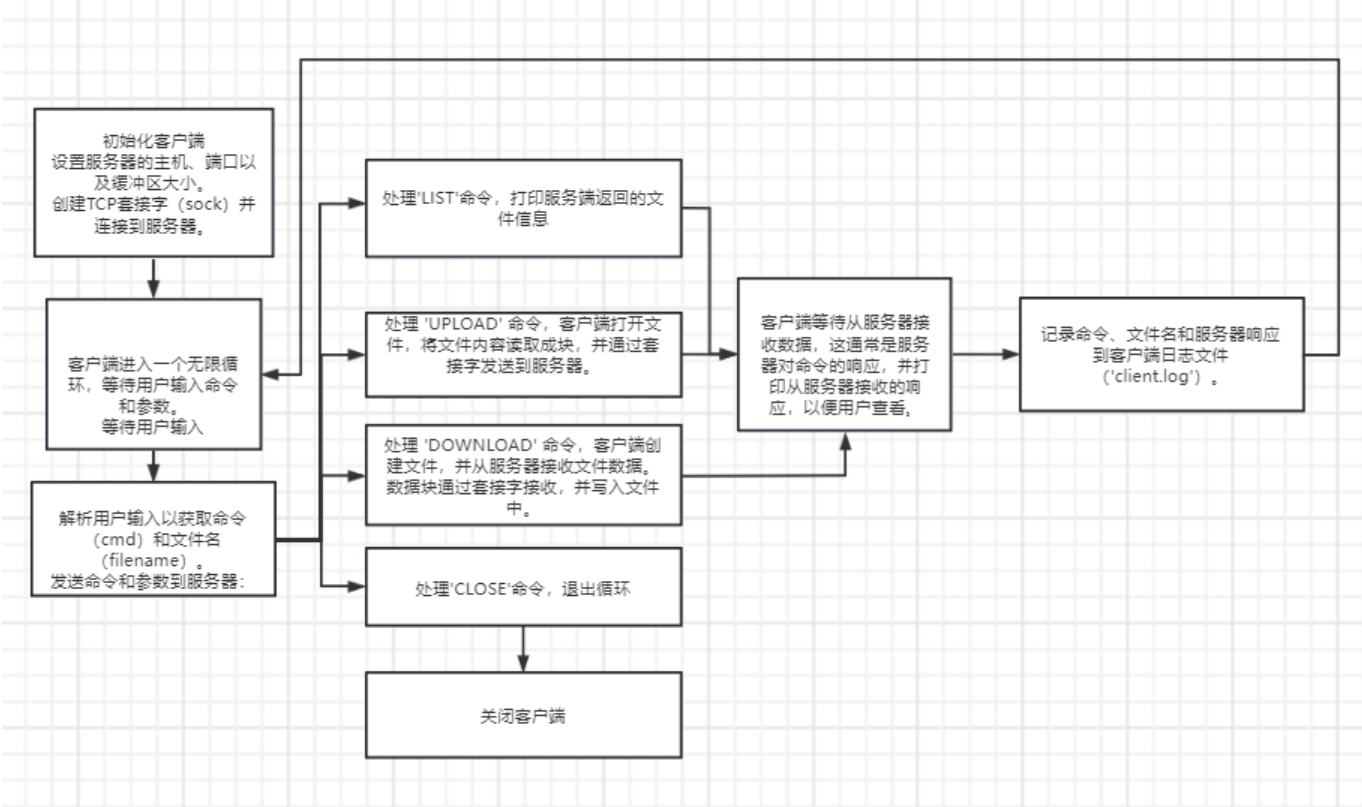 初始化客户端
设置服务器的主机、端口以
及缓冲区大小。
创建TCP套接字（sock）并
连接到服务器。
客户端进入一个无限循
环，等待用户输入命令
和参数。
等待用户输入
解析用户输入以获取命令
（cmd）和文件名
（filename）。
发送命令和参数到服务器：
处理'LIST'命令，打印服务端返回的文
件信息
处理 'UPLOAD' 命令，客户端打开文
件，将文件内容读取成块，并通过套
接字发送到服务器。
处理 'DOWNLOAD' 命令，客户端创
建文件，并从服务器接收文件数据。
数据块通过套接字接收，并写入文件
中。
处理'CLOSE'命令，退出循环
关闭客户端
客户端等待从服务器接
收数据，这通常是服务
器对命令的响应，并打
印从服务器接收的响
应，以便用户查看。
记录命令、文件名和服务器响应
到客户端日志文件
（'client.log'）。